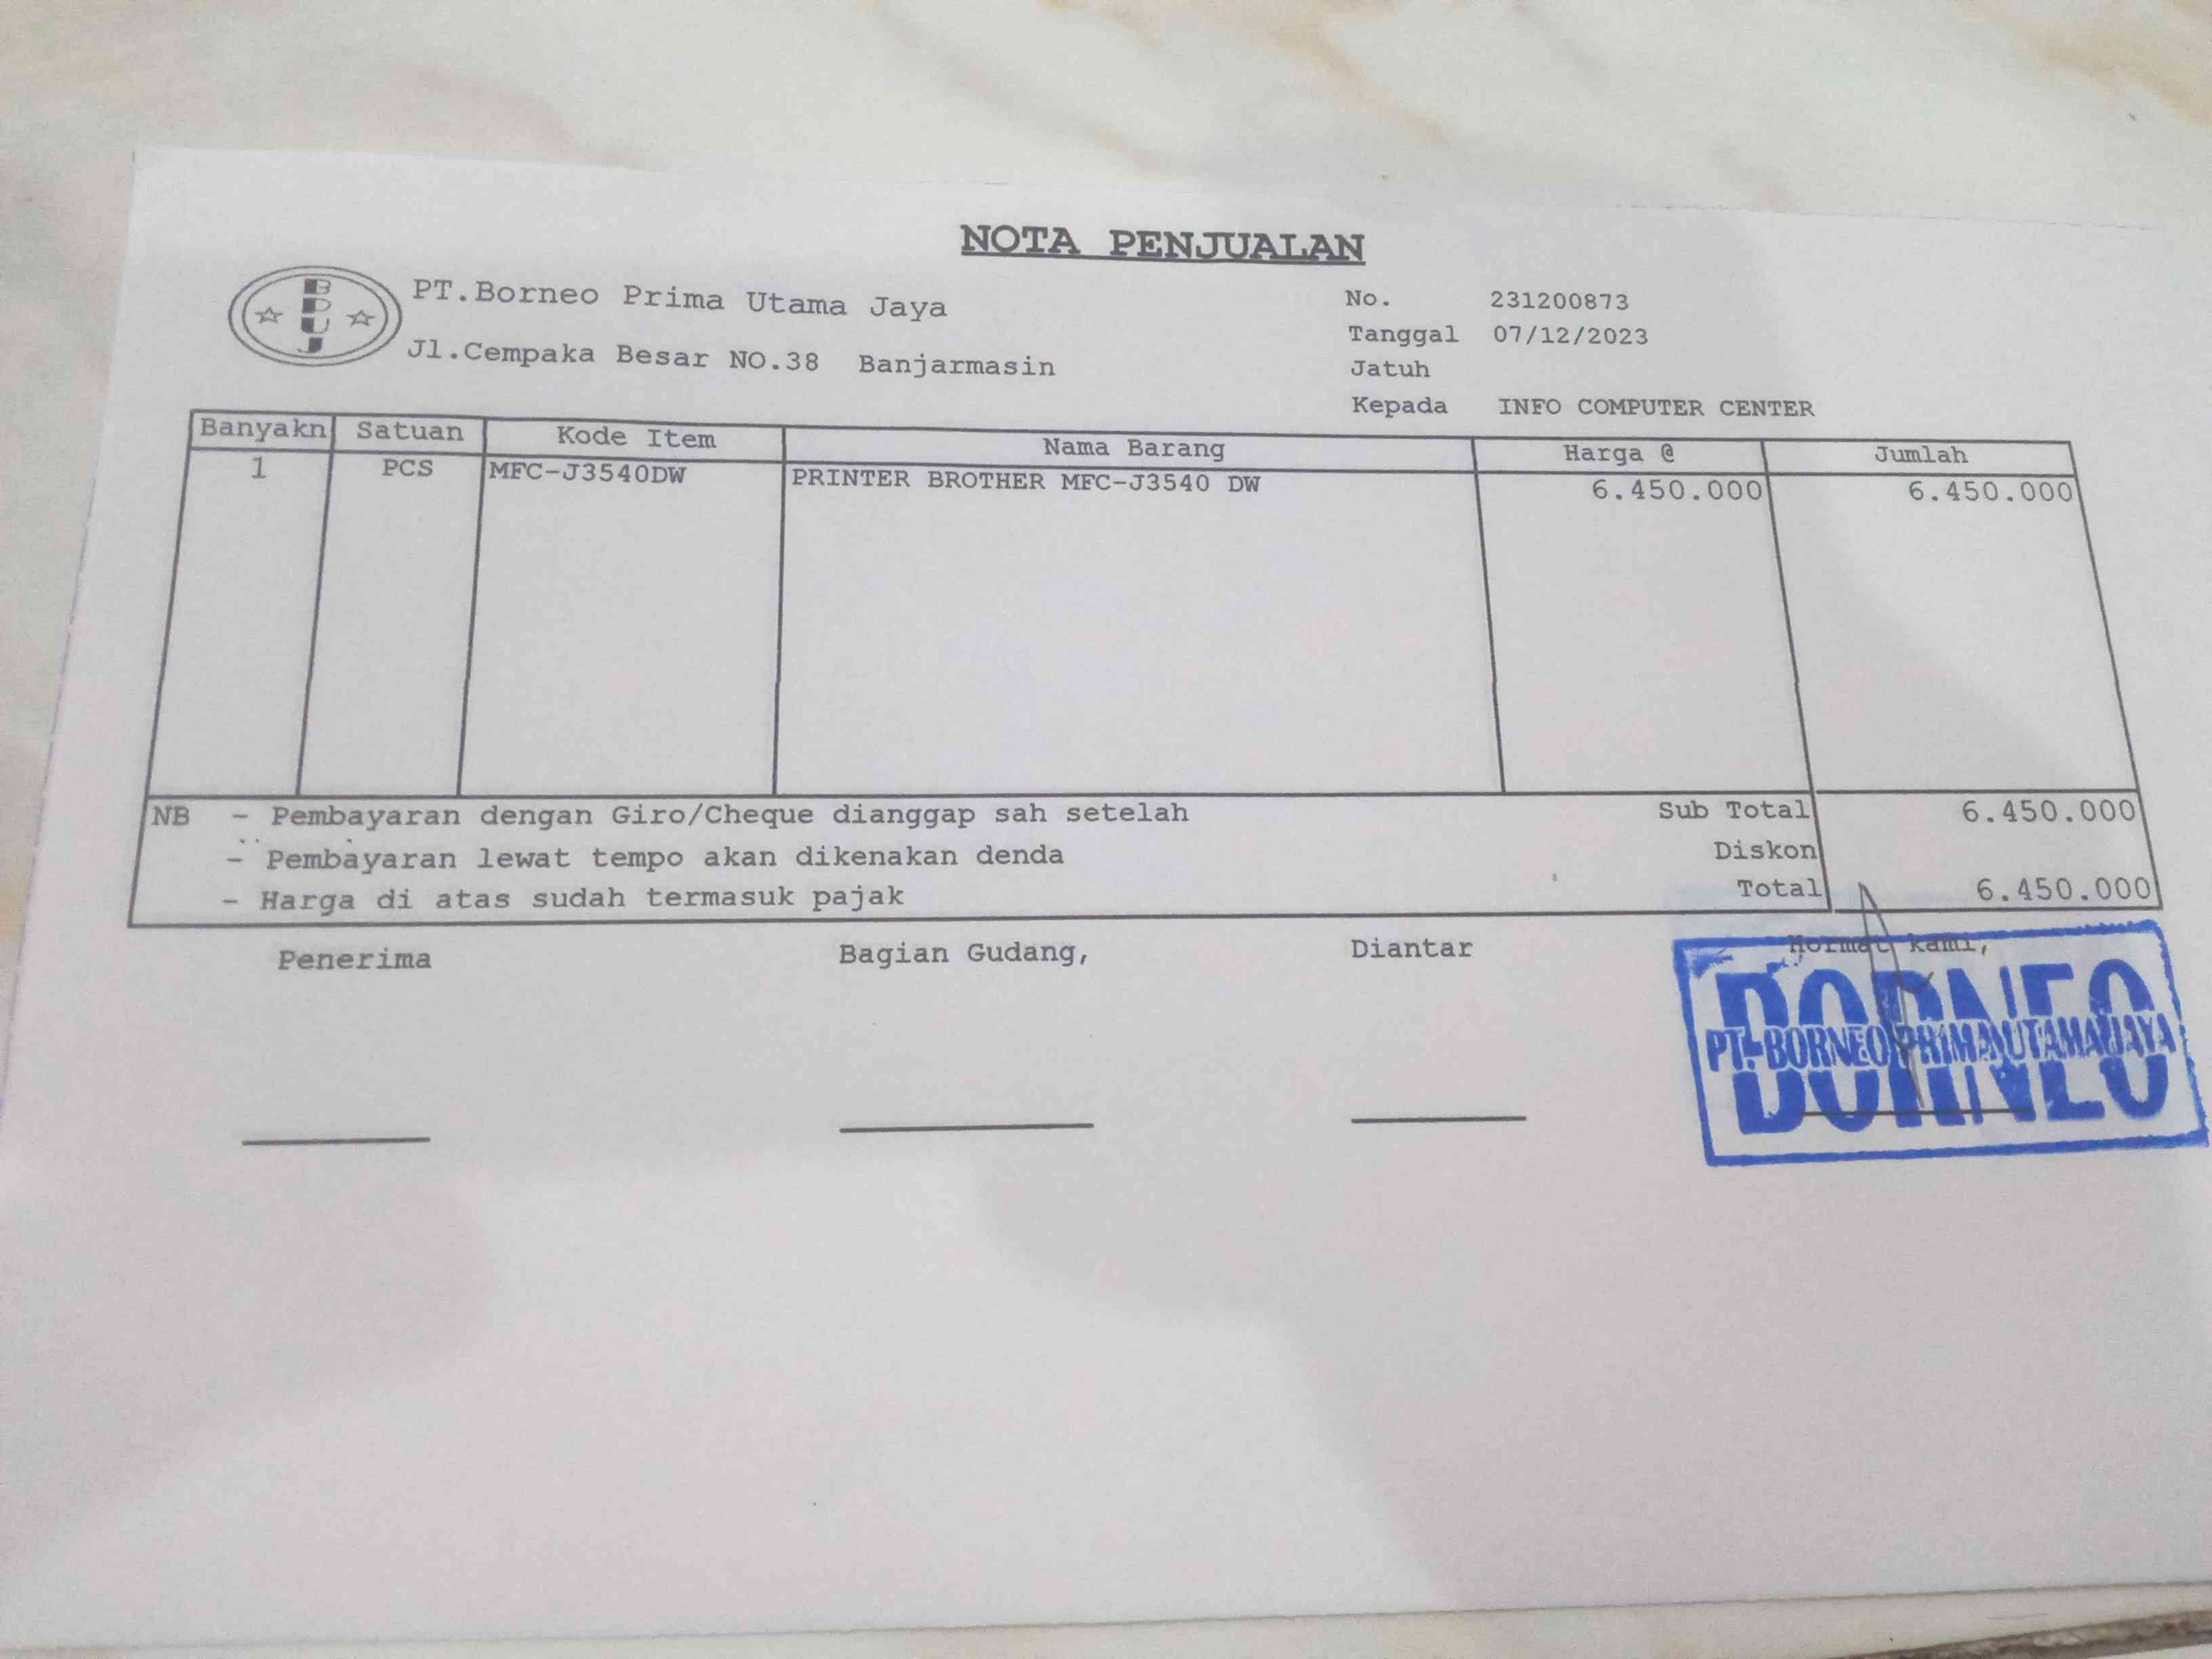 NOTA PENJUALAN
BPUJ
PT.Borneo Prima Utama Jaya
Jl.Cempaka Besar NO.38 Banjarmasin
No. 231200873
Tanggal 07/12/2023
Jatuh
Kepada INFO COMPUTER CENTER
Banyakn Satuan Kode Item Nama Barang Harga @ Jumlah
1 PCS MFC-J3540DW PRINTER BROTHER MFC-J3540 DW 6.450.000 6.450.000
NB - Pembayaran dengan Giro/Cheque dianggap sah setelah
- Pembayaran lewat tempo akan dikenakan denda
- Harga di atas sudah termasuk pajak
Sub Total 6.450.000
Diskon
Total 6.450.000
Penerima Bagian Gudang, Diantar Hormat kami,
BORNEO
PT. BORNEO PRIMA UTAMA JAYA